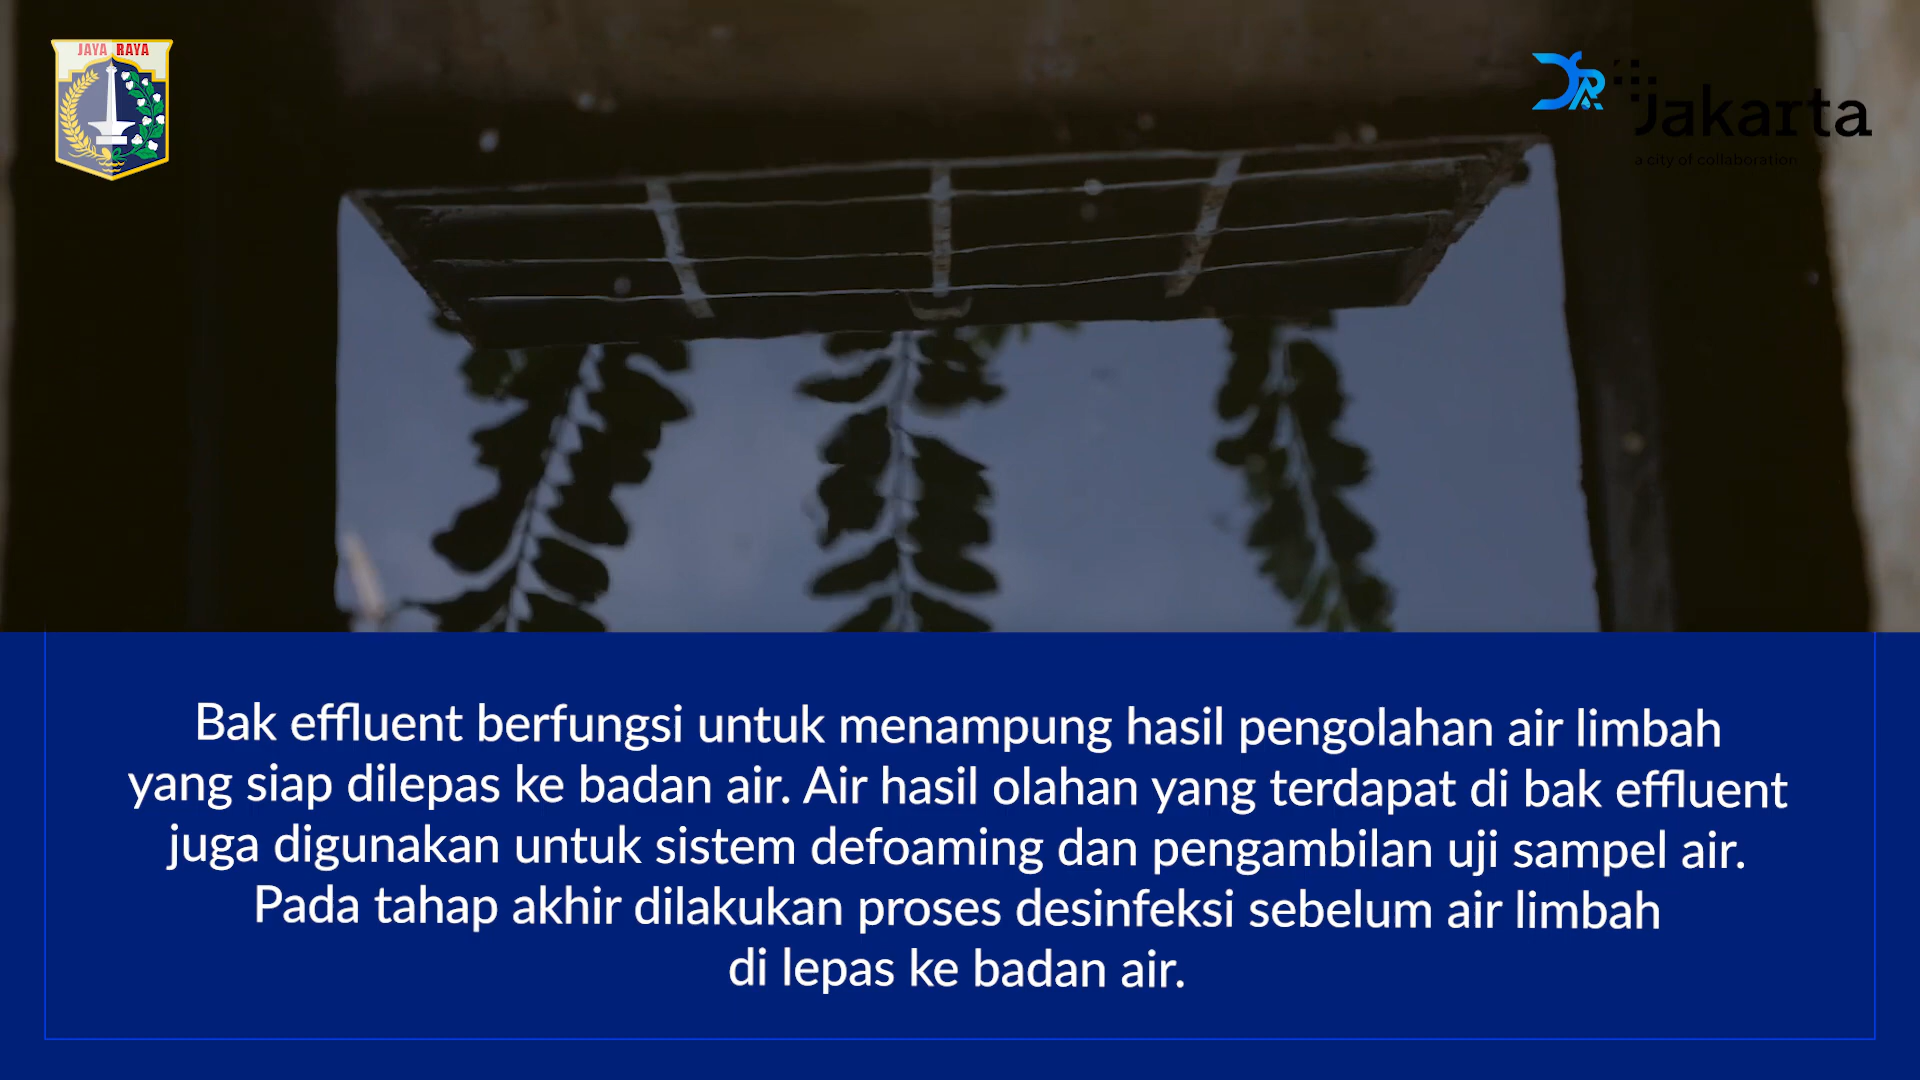 JAYA RAYA
Jakarta
a city of collaboration
Bak effluent berfungsi untuk menampung hasil pengolahan air limbah
yang siap dilepas ke badan air. Air hasil olahan yang terdapat di bak effluent
juga digunakan untuk sistem defoaming dan pengambilan uji sampel air.
Pada tahap akhir dilakukan proses desinfeksi sebelum air limbah
di lepas ke badan air.